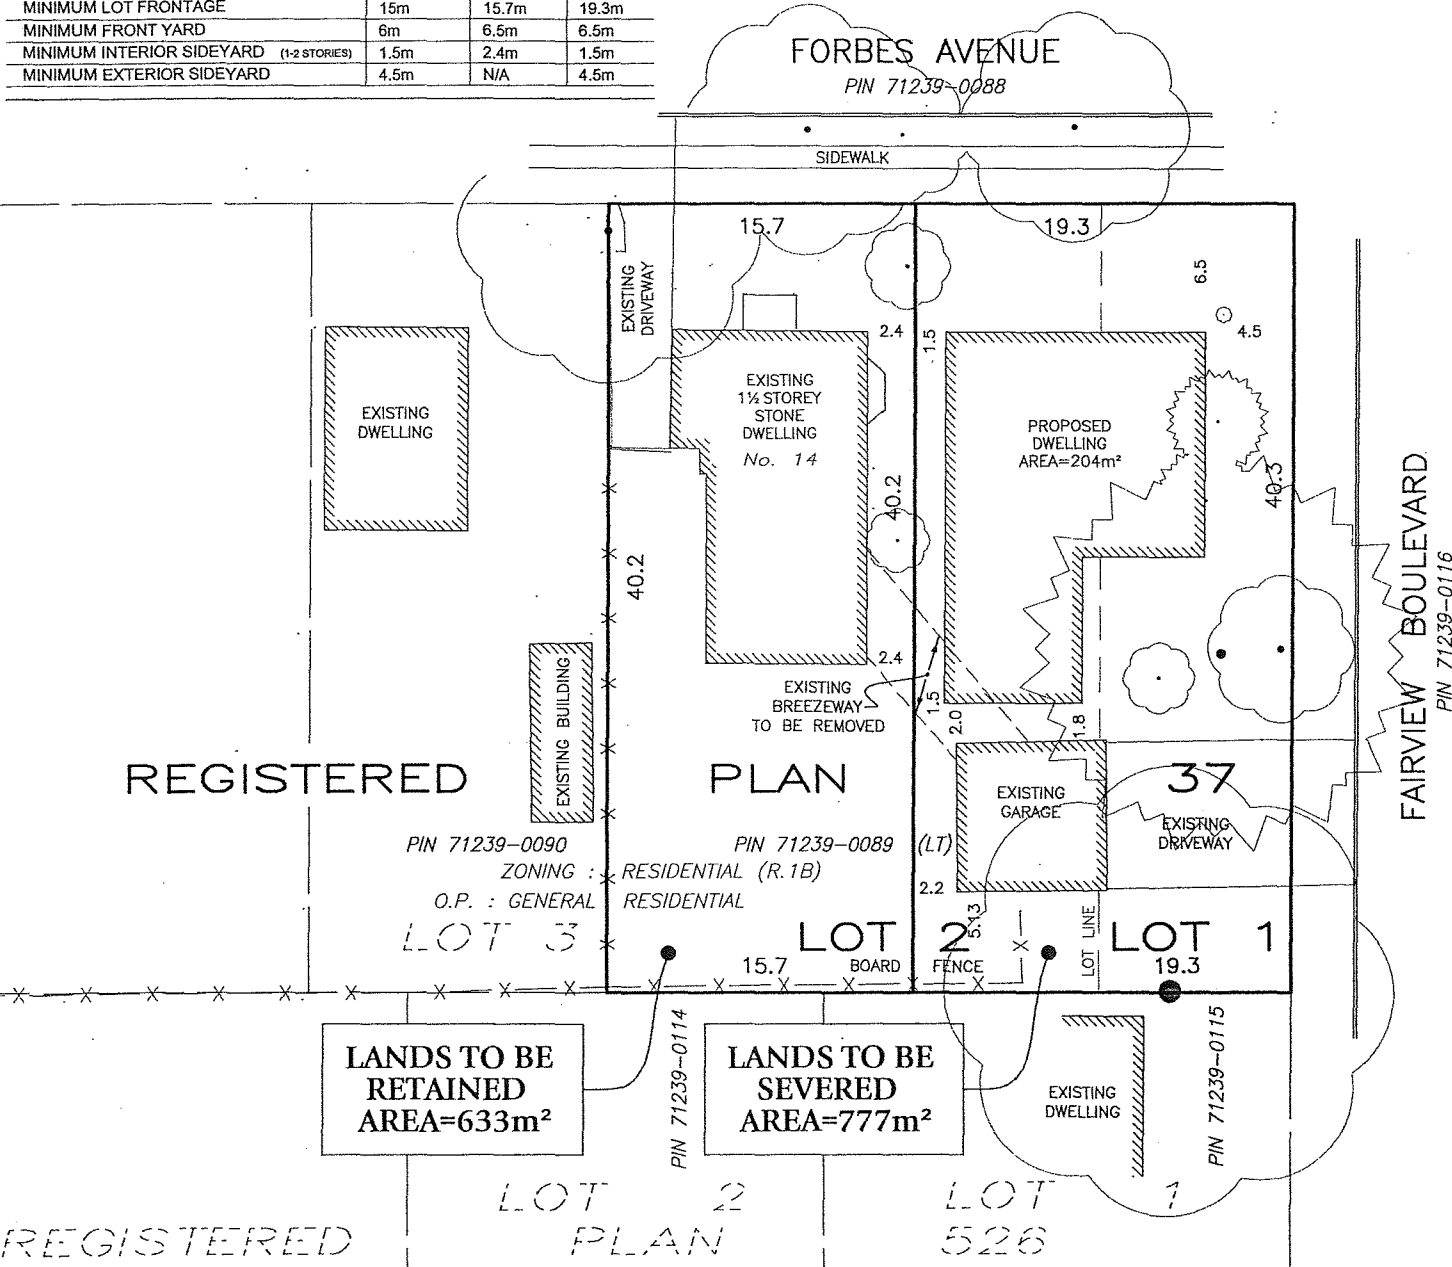 MINIMUM LOT FRONTAGE 15m 15.7m 19.3m
MINIMUM FRONT YARD 6m 6.5m 6.5m
MINIMUM INTERIOR SIDEYARD (1-2 STORIES) 1.5m 2.4m 1.5m
MINIMUM EXTERIOR SIDEYARD 4.5m N/A 4.5m
FORBES AVENUE
PIN 71239-0088
SIDEWALK
15.7
19.3
EXISTING
DRIVEWAY
6.5
4.5
2.4
1.5
EXISTING
DWELLING
EXISTING
1½ STOREY
STONE
DWELLING
No. 14
PROPOSED
DWELLING
AREA=204m²
40.2
40.2
40.3
FAIRVIEW BOULEVARD
PIN 71239-0116
EXISTING BUILDING
2.4
EXISTING
BREEZEWAY
TO BE REMOVED
1.5
2.0
1.8
REGISTERED PLAN 37
EXISTING
GARAGE
EXISTING
DRIVEWAY
PIN 71239-0090
PIN 71239-0089 (LT)
ZONING : RESIDENTIAL (R.1B)
O.P. : GENERAL RESIDENTIAL
2.2
5.13
LOT LINE
LOT 3
LOT 2
LOT 1
15.7
BOARD FENCE
19.3
LANDS TO BE
RETAINED
AREA=633m²
PIN 71239-0114
LANDS TO BE
SEVERED
AREA=777m²
EXISTING
DWELLING
PIN 71239-0115
LOT 2
LOT 1
REGISTERED PLAN 526